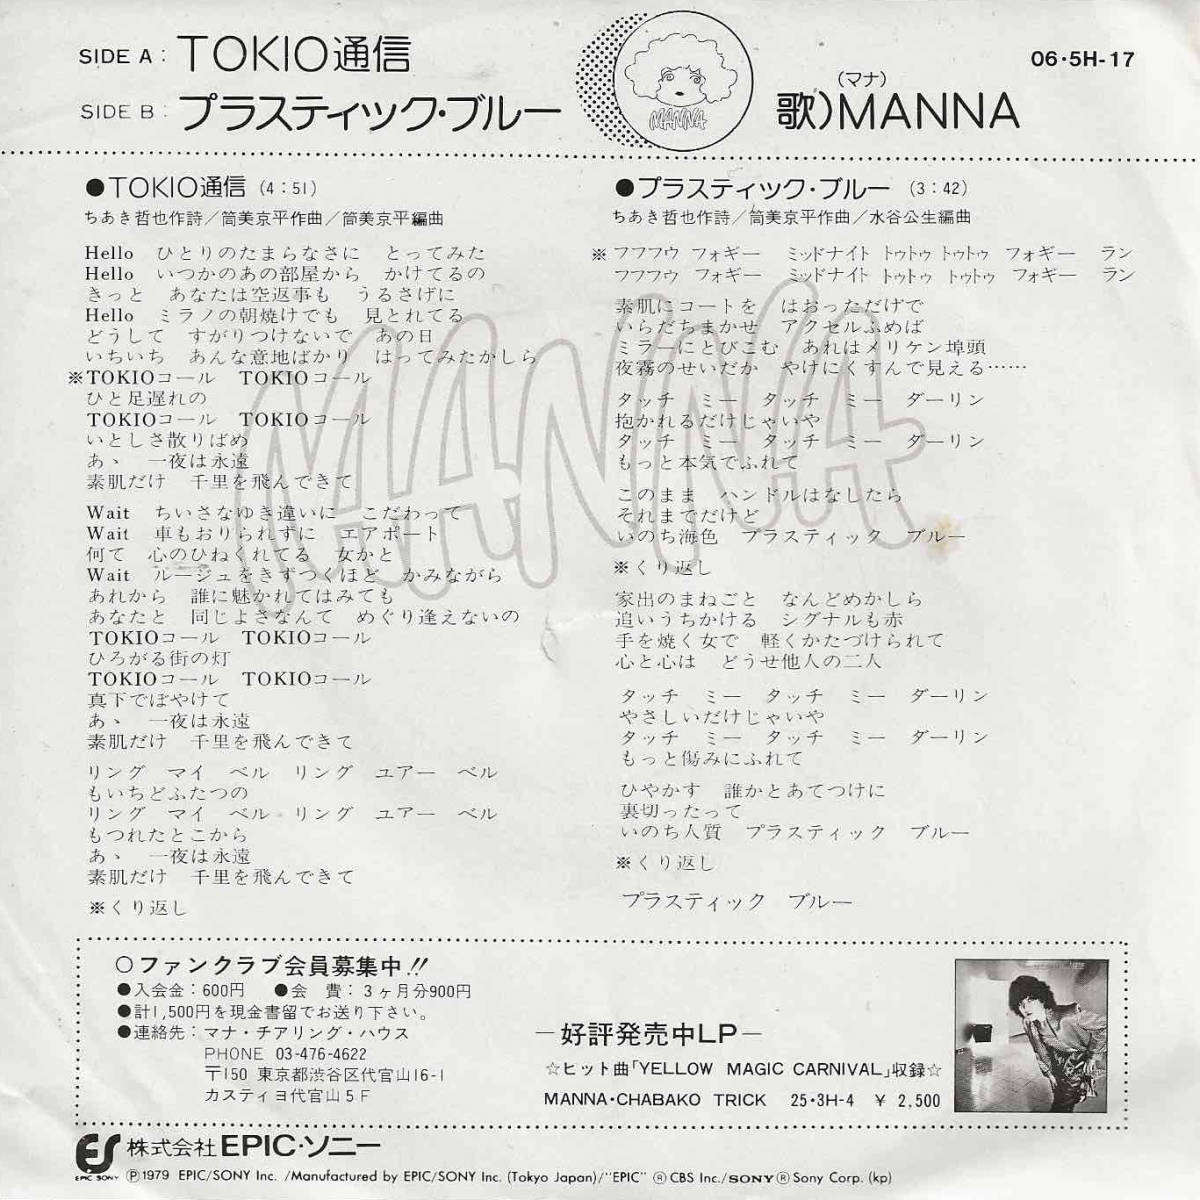 SIDE A: TOKIO通信
SIDE B: プラスティック・ブルー
MANNA
06・5H-17
(マナ)
歌)MANNA
●TOKIO通信 (4:51)
ちあき哲也作詩/筒美京平作曲/筒美京平編曲
Hello ひとりのたまらなさに とってみた
Hello いつかのあの部屋から かけてるの
きっと あなたは空返事も うるさげに
Hello ミラノの朝焼けでも 見とれてる
どうして すがりつけないで あの日
いちいち あんな意地ばかり はってみたかしら
※TOKIOコール TOKIOコール
ひと足遅れの
TOKIOコール TOKIOコール
いとしさ散りばめ
あゝ 一夜は永遠
素肌だけ 千里を飛んできて
Wait ちいさなゆき違いに こだわって
Wait 車もおりられずに エアポート
何て 心のひねくれてる 女かと
Wait ルージュをきずつくほど かみながら
あれから 誰に魅かれてはみても
あなたと 同じよさなんて めぐり逢えないの
TOKIOコール TOKIOコール
ひろがる街の灯
TOKIOコール TOKIOコール
真下でぼやけて
あゝ 一夜は永遠
素肌だけ 千里を飛んできて
リング マイ ベル リング ユアー ベル
もいちどふたつの
リング マイ ベル リング ユアー ベル
もつれたとこから
あゝ 一夜は永遠
素肌だけ 千里を飛んできて
※くり返し
●プラスティック・ブルー (3:42)
ちあき哲也作詩/筒美京平作曲/水谷公生編曲
※フフフウ フォギー ミッドナイト トゥトゥ トゥトゥ フォギー ラン
フフフウ フォギー ミッドナイト トゥトゥ トゥトゥ フォギー ラン
素肌にコートを はおっただけで
いらだちまかせ アクセルふめば
ミラーにとびこむ あれはメリケン埠頭
夜霧のせいだか やけにくすんで見える……
タッチ ミー タッチ ミー ダーリン
抱かれるだけじゃいや
タッチ ミー タッチ ミー ダーリン
もっと本気でふれて
このまま ハンドルはなしたら
それまでだけど
いのち海色 プラスティック ブルー
※くり返し
家出のまねごと なんどめかしら
追いうちかける シグナルも赤
手を焼く女で 軽くかたづけられて
心と心は どうせ他人の二人
タッチ ミー タッチ ミー ダーリン
やさしいだけじゃいや
タッチ ミー タッチ ミー ダーリン
もっと傷みにふれて
ひやかす 誰かとあてつけに
裏切ったって
いのち人質 プラスティック ブルー
※くり返し
プラスティック ブルー
MANNA
○ファンクラブ会員募集中!!
●入会金:600円 ●会 費:3ヶ月分900円
●計1,500円を現金書留でお送り下さい。
●連絡先:マナ・チアリング・ハウス
PHONE 03-476-4622
〒150 東京都渋谷区代官山16-1
カスティヨ代官山5F
—好評発売中LP—
☆ヒット曲「YELLOW MAGIC CARNIVAL」収録☆
MANNA・CHABAKO TRICK 25・3H-4 ¥2,500
ES
EPIC SONY
株式会社EPIC・ソニー
Ⓟ1979 EPIC/SONY Inc. /Manufactured by EPIC/SONY Inc. (Tokyo Japan)/"EPIC" ® CBS Inc./SONY® Sony Corp. (kp)